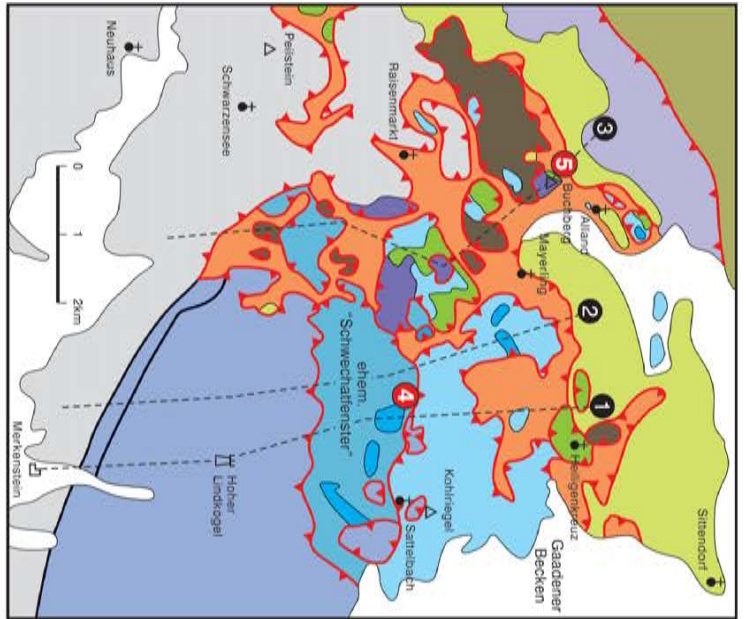 Sittendorf
3
1
2
Alland
Heiligenkreuz
5
Buchberg
Gaadener
Becken
Mayerling
Kohlriegel
Sattelbach
4
Raisenmarkt
ehem.
"Schwechatfenster"
Peilstein
Schwarzensee
Hoher
Lindkogel
Neuhaus
0 1 2km
Merkenstein